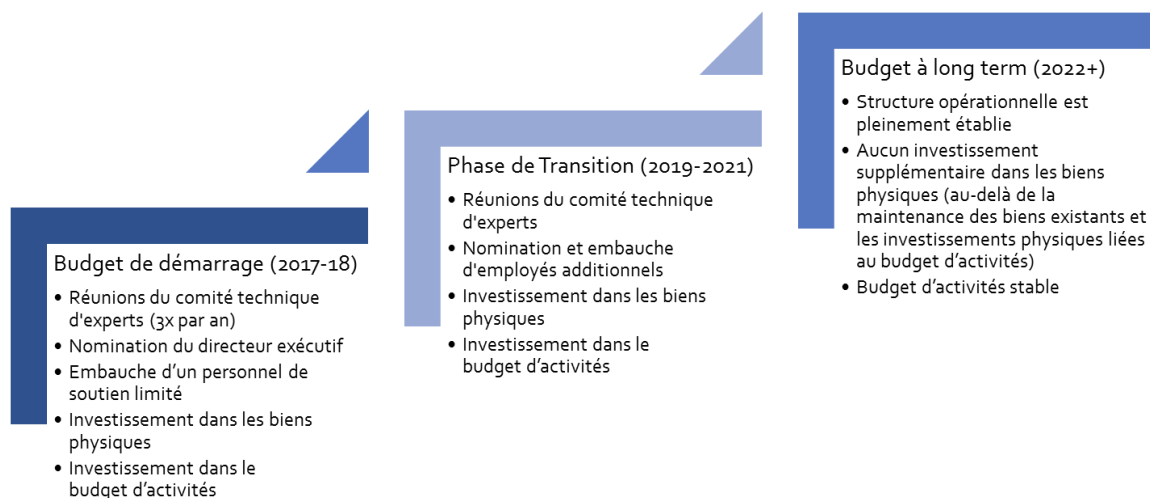 Budget de démarrage (2017-18)
• Réunions du comité technique
d'experts (3x par an)
• Nomination du directeur exécutif
• Embauche d’un personnel de
soutien limité
• Investissement dans les biens
physiques
• Investissement dans le
budget d’activités
Phase de Transition (2019-2021)
• Réunions du comité technique
d'experts
• Nomination et embauche
d'employés additionnels
• Investissement dans les biens
physiques
• Investissement dans le
budget d’activités
Budget à long term (2022+)
• Structure opérationnelle est
pleinement établie
• Aucun investissement
supplémentaire dans les biens
physiques (au-delà de la
maintenance des biens existants et
les investissements physiques liées
au budget d’activités)
• Budget d’activités stable